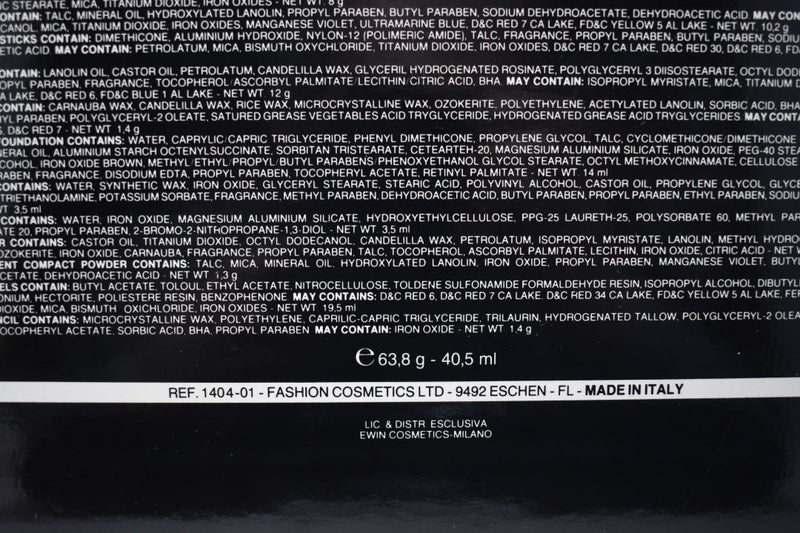 IC STEARATE, MICA, TITANIUM DIOXIDE, IRON OXIDES - NET WT. 8 g
CONTAIN: TALC, MINERAL OIL, HYDROXYLATED LANOLIN, PROPYL PARABEN, BUTYL PARABEN, SODIUM DEHYDROACETATE, DEHYDROACETIC ACID. MAY CON
CANOL, MICA, TITANIUM DIOXIDE, IRON OXIDES, MANGANESE VIOLET, ULTRAMARINE BLUE, D&C RED 7 CA LAKE, FD&C YELLOW 5 AL LAKE - NET WT. 10,2 g
STICKS CONTAIN: DIMETHICONE, ALUMINIUM HYDROXIDE, NYLON-12 (POLIMERIC AMIDE), TALC, FRAGRANCE, PROPYL PARABEN, BUTYL PARABEN, SODIU
ETIC ACID. MAY CONTAIN: PETROLATUM, MICA, BISMUTH OXYCHLORIDE, TITANIUM DIOXIDE, IRON OXIDES, D&C RED 7 CA LAKE, D&C RED 30, D&C RED 6, FD&
CONTAIN: LANOLIN OIL, CASTOR OIL, PETROLATUM, CANDELILLA WAX, GLYCERIL HYDROGENATED ROSINATE, POLYGLYCERYL 3 DIISOSTEARATE, OCTYL DODE
OPYL PARABEN, FRAGRANCE, TOCOPHEROL/ASCORBYL PALMITATE/LECITHIN/CITRIC ACID, BHA. MAY CONTAIN: ISOPROPYL MYRISTATE, MICA, TITANIUM D
A LAKE, D&C RED 6, FD&C BLUE 1 AL LAKE - NET WT. 12 g
CONTAIN: CARNAUBA WAX, CANDELILLA WAX, RICE WAX, MICROCRYSTALLINE WAX, OZOKERITE, POLYETHYLENE, ACETYLATED LANOLIN, SORBIC ACID, BHA
YL PARABEN, POLYGLYCERYL-2 OLEATE, SATURED GREASE VEGETABLES ACID TRYGLYCERIDE, HYDROGENATED GREASE ACID TRYGLYCERIDES. MAY CONTA
S, D&C RED 7 - NET WT. 1,4 g
FOUNDATION CONTAINS: WATER, CAPRYLIC/CAPRIC TRIGLYCERIDE, PHENYL DIMETHICONE, PROPYLENE GLYCOL, TALC, CYCLOMETHICONE/DIMETHICONE
ERAL OIL, ALUMINIUM STARCH OCTENYLSUCCINATE, SORBITAN TRISTEARATE, CETEARTEH-20, MAGNESIUM ALUMINIUM SILICATE, IRON OXIDE, PEG-40 STEA
COHOL, IRON OXIDE BROWN, METHYL/ETHYL/PROPYL/BUTYL PARABENS/PHENOXYETHANOL GLYCOL STEARATE, OCTYL METHOXYCINNAMATE, CELLULOSE
ABEN, FRAGRANCE, DISODIUM EDTA, PROPYL PARABEN, TOCOPHERYL ACETATE, RETINYL PALMITATE - NET WT. 14 ml
CONTAINS: WATER, SYNTHETIC WAX, IRON OXIDE, GLYCERYL STEARATE, STEARIC ACID, POLYVINYL ALCOHOL, CASTOR OIL, PROPYLENE GLYCOL, GLYCE
TRIETHANOLAMINE, POTASSIUM SORBATE, FRAGRANCE, METHYL PARABEN, DEHYDROACETIC ACID, BUTYL PARABEN, PROPYL PARABEN, ETHYL PARABEN, SODIU
WT. 3,5 ml
CONTAINS: WATER, IRON OXIDE, MAGNESIUM ALUMINIUM SILICATE, HYDROXYETHYLCELLULOSE, PPG-25 LAURETH-25, POLYSORBATE 60, METHYL PAR
ATE 20, PROPYL PARABEN, 2-BROMO-2-NITHOPROPANE-1,3-DIOL - NET WT. 3,5 ml
R CONTAINS: CASTOR OIL, TITANIUM DIOXIDE, OCTYL DODECANOL, CANDELILLA WAX, PETROLATUM, ISOPROPYL MYRISTATE, LANOLIN, METHYL HYDRO
OZOKERITE, IRON OXIDE, CARNAUBA, FRAGRANCE, PROPYL PARABEN, TALC, TOCOPHEROL, ASCORBYL PALMITATE, LECITHIN, IRON OXIDE, CITRIC ACID - NET W
ENT COMPACT POWDER CONTAINS: TALC, MICA, MINERAL OIL, HYDROXYLATED LANOLIN, IRON OXIDE, PROPYL PARABEN, MANGANESE VIOLET, BUTYL
CETATE, DEHYDROACETIC ACID - NET WT. 1,3 g
ELS CONTAIN: BUTYL ACETATE, TOLOUL, ETHYL ACETATE, NITROCELLULOSE, TOLDENE SULFONAMIDE FORMALDEHYDE RESIN, ISOPROPYL ALCOHOL, DIBUTYL
ONIUM, HECTORITE, POLIESTERE RESIN, BENZOPHENONE. MAY CONTAINS: D&C RED 6, D&C RED 7 CA LAKE, D&C RED 34 CA LAKE, FD&C YELLOW 5 AL LAKE, FER
DIOXIDE, MICA, BISMUTH OXICHLORIDE, IRON OXIDES - NET WT. 19,5 ml
NCIL CONTAINS: MICROCRYSTALLINE WAX, POLYETHYLENE, CAPRILIC-CAPRIC TRIGLYCERIDE, TRILAURIN, HYDROGENATED TALLOW, POLYGLYCERYL-2 OLEA
OCOPHERYL ACETATE, SORBIC ACID, BHA, PROPYL PARABEN. MAY CONTAIN: IRON OXIDE - NET WT. 1,4 g
℮ 63,8 g - 40,5 ml
REF. 1404-01 - FASHION COSMETICS LTD - 9492 ESCHEN - FL - MADE IN ITALY
LIC & DISTR ESCLUSIVA
EWIN COSMETICS-MILANO